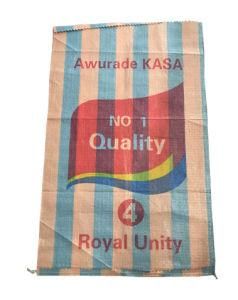 Awurade KASA
NO 1
Quality
4
Royal Unity